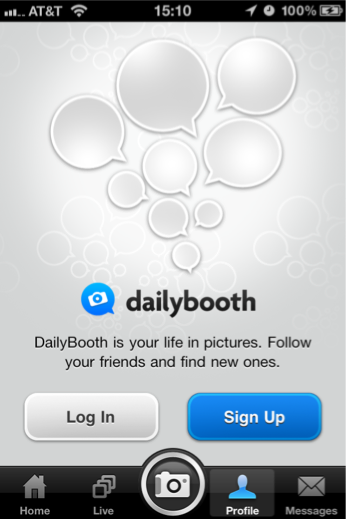 AT&T 15:10 100%
dailybooth
DailyBooth is your life in pictures. Follow
your friends and find new ones.
Log In Sign Up
Home Live Profile Messages